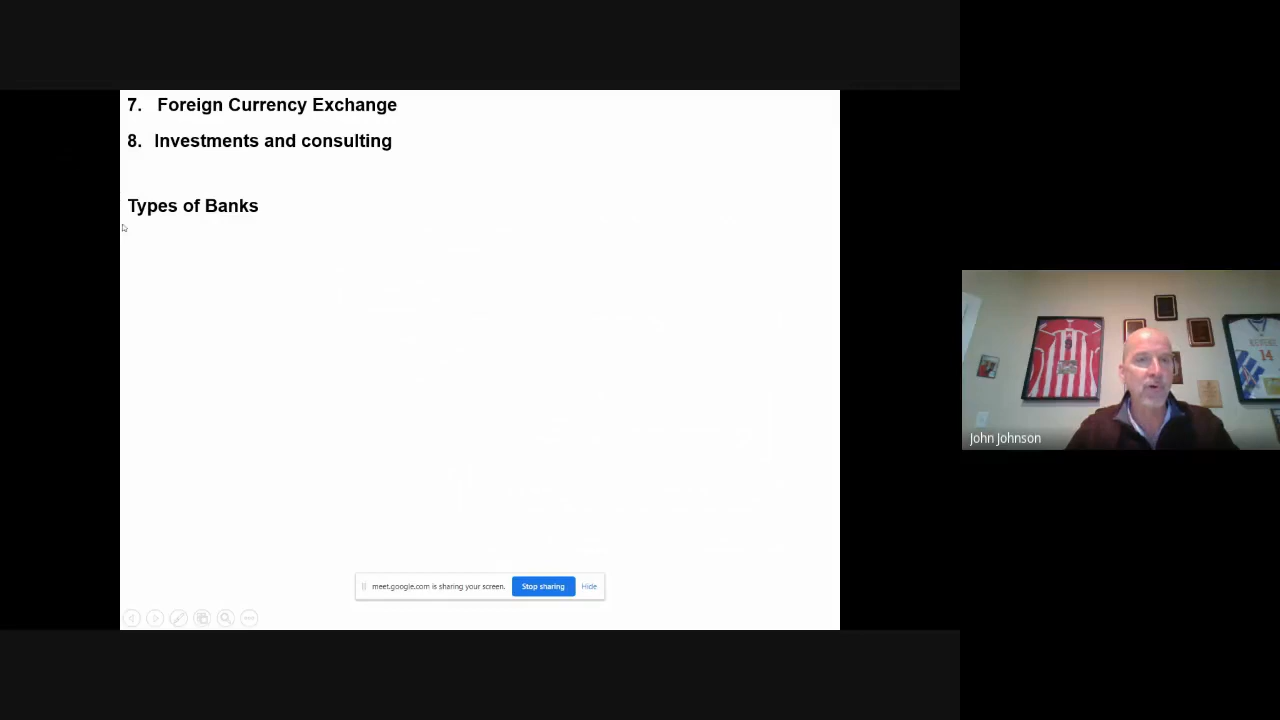 7. Foreign Currency Exchange
8. Investments and consulting
Types of Banks
14
John Johnson
meet.google.com is sharing your screen.
Stop sharing
Hide